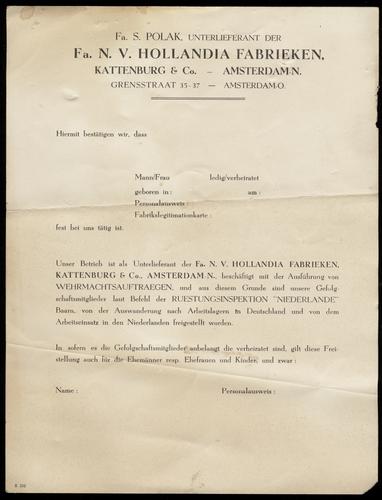 Fa. S. POLAK, UNTERLIEFERANT DER
Fa. N. V. HOLLANDIA FABRIEKEN,
KATTENBURG & Co. – AMSTERDAM-N.
GRENSSTRAAT 35-37 — AMSTERDAM-O.
Hiermit bestätigen wir, dass
Mann/Frau ledig/verheiratet
geboren in : am :
Personalausweis :
Fabrikslegitimationkarte :
fest bei uns tätig ist.
Unser Betrieb ist als Unterlieferant der Fa. N. V. HOLLANDIA FABRIEKEN,
KATTENBURG & Co., AMSTERDAM-N., beschäftigt mit der Ausführung von
WEHRMACHTSAUFTRAEGEN, und aus diesem Grunde sind unsere Gefolg-
schaftsmitglieder laut Befehl der RUESTUNGSINSPEKTION "NIEDERLANDE"
Baarn, von der Auswanderung nach Arbeitslagern in Deutschland und von dem
Arbeitseinsatz in den Niederlanden freigestellt worden.
In sofern es die Gefolgschaftsmitglieder anbelangt die verheiratet sind, gilt diese Frei-
stellung auch für die Ehemänner resp. Ehefrauen und Kinder, und zwar :
Name : Personalausweis :